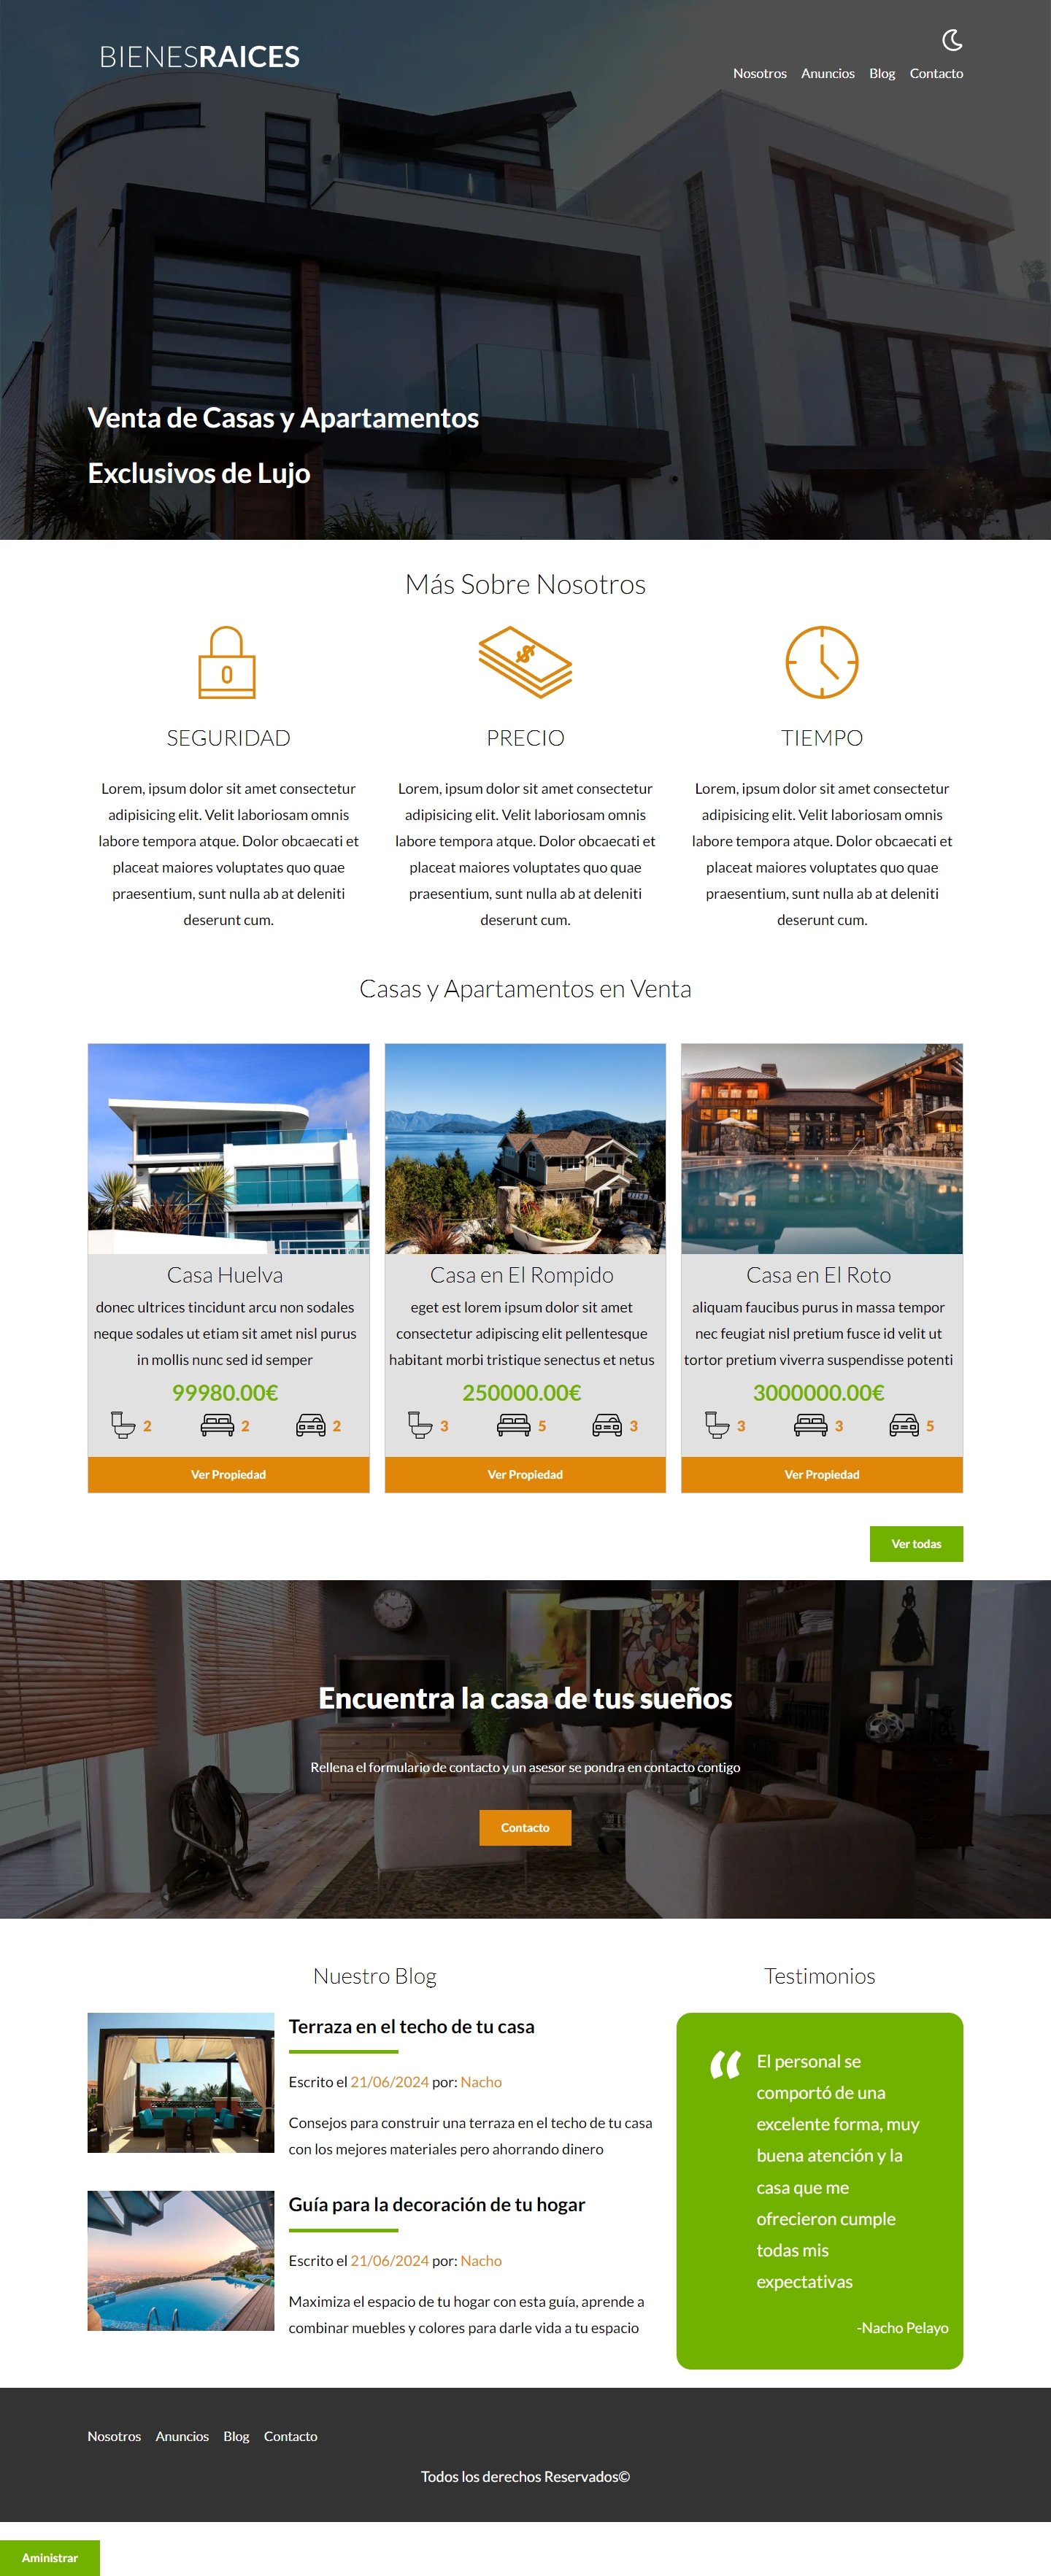 BIENESRAICES
Nosotros Anuncios Blog Contacto
Venta de Casas y Apartamentos
Exclusivos de Lujo
Más Sobre Nosotros
SEGURIDAD
Lorem, ipsum dolor sit amet consectetur
adipisicing elit. Velit laboriosam omnis
labore tempora atque. Dolor obcaecati et
placeat maiores voluptates quo quae
praesentium, sunt nulla ab at deleniti
deserunt cum.
PRECIO
Lorem, ipsum dolor sit amet consectetur
adipisicing elit. Velit laboriosam omnis
labore tempora atque. Dolor obcaecati et
placeat maiores voluptates quo quae
praesentium, sunt nulla ab at deleniti
deserunt cum.
TIEMPO
Lorem, ipsum dolor sit amet consectetur
adipisicing elit. Velit laboriosam omnis
labore tempora atque. Dolor obcaecati et
placeat maiores voluptates quo quae
praesentium, sunt nulla ab at deleniti
deserunt cum.
Casas y Apartamentos en Venta
Casa Huelva
donec ultrices tincidunt arcu non sodales
neque sodales ut etiam sit amet nisl purus
in mollis nunc sed id semper
99980.00€
2 2 2
Ver Propiedad
Casa en El Rompido
eget est lorem ipsum dolor sit amet
consectetur adipiscing elit pellentesque
habitant morbi tristique senectus et netus
250000.00€
3 5 3
Ver Propiedad
Casa en El Roto
aliquam faucibus purus in massa tempor
nec feugiat nisl pretium fusce id velit ut
tortor pretium viverra suspendisse potenti
3000000.00€
3 3 5
Ver Propiedad
Ver todas
Encuentra la casa de tus sueños
Rellena el formulario de contacto y un asesor se pondra en contacto contigo
Contacto
Nuestro Blog
Terraza en el techo de tu casa
Escrito el 21/06/2024 por: Nacho
Consejos para construir una terraza en el techo de tu casa
con los mejores materiales pero ahorrando dinero
Guía para la decoración de tu hogar
Escrito el 21/06/2024 por: Nacho
Maximiza el espacio de tu hogar con esta guía, aprende a
combinar muebles y colores para darle vida a tu espacio
Testimonios
“ El personal se
comportó de una
excelente forma, muy
buena atención y la
casa que me
ofrecieron cumple
todas mis
expectativas
-Nacho Pelayo
Nosotros Anuncios Blog Contacto
Todos los derechos Reservados©
Aministrar